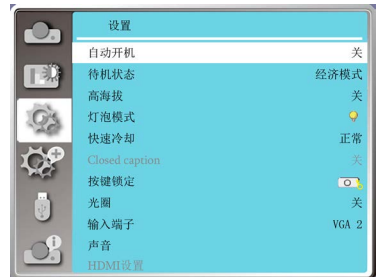 设置
自动开机 关
待机状态 经济模式
高海拔 关
灯泡模式
快速冷却 正常
Closed caption 关
按键锁定
光圈 关
输入端子 VGA 2
声音
HDMI设置